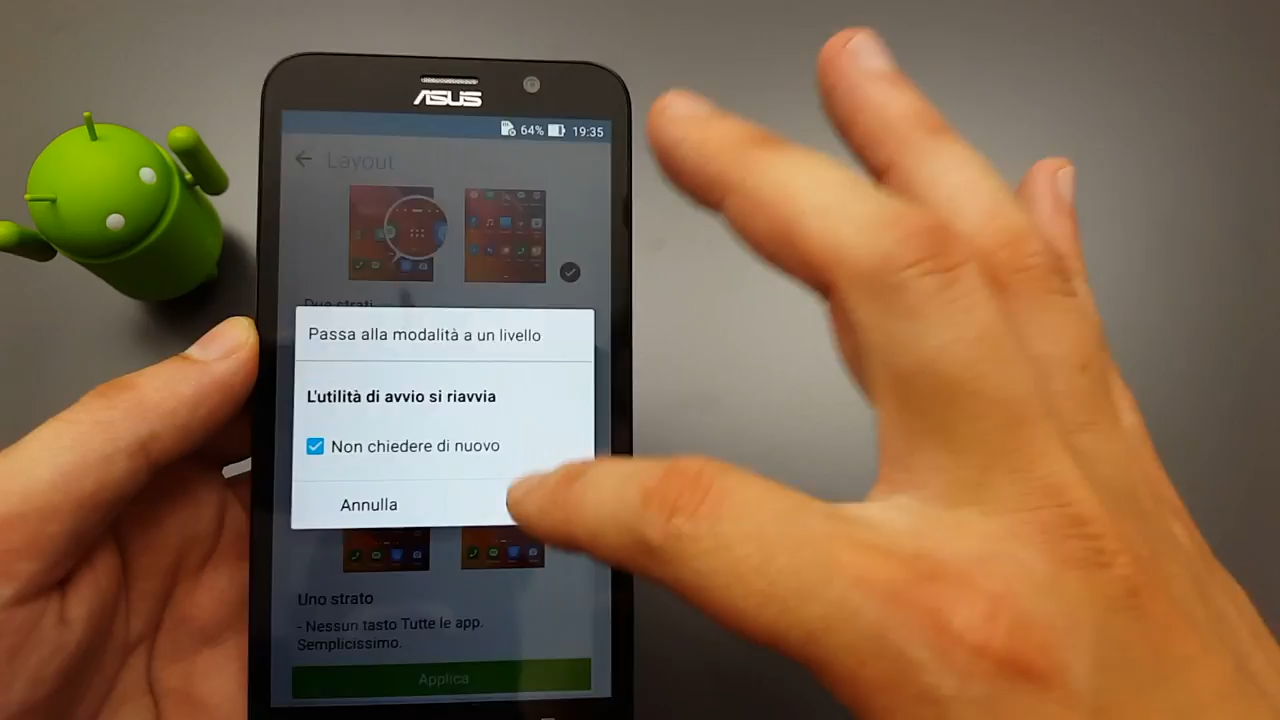 ASUS
64% 19:35
Layout
Due strati
Passa alla modalità a un livello
L'utilità di avvio si riavvia
Non chiedere di nuovo
Annulla
Uno strato
- Nessun tasto Tutte le app.
Semplicissimo.
Applica